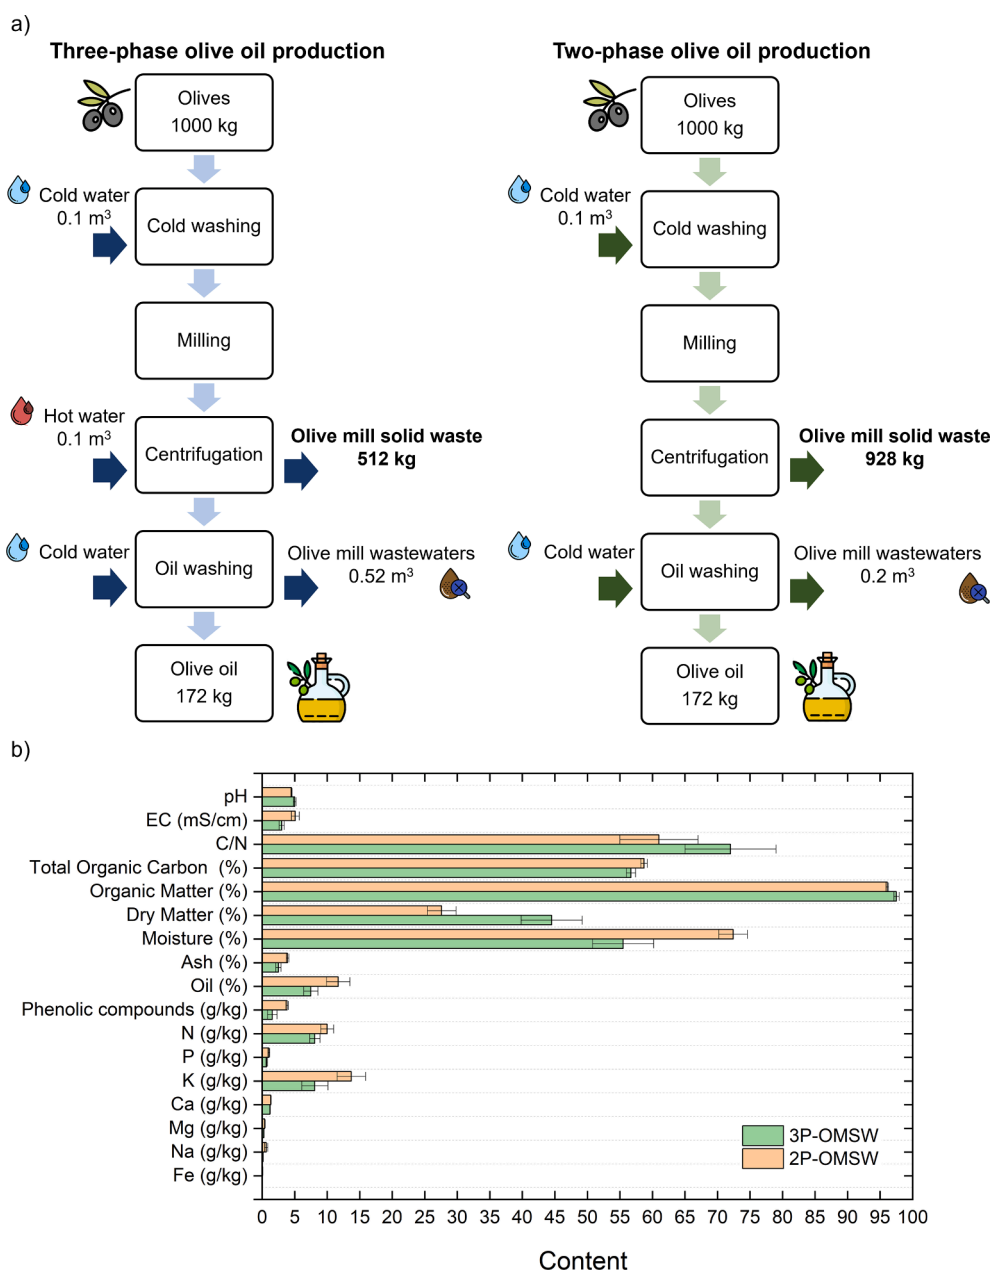 a)
Three-phase olive oil production
Olives
1000 kg
Cold water
0.1 m³
Cold washing
Milling
Hot water
0.1 m³
Centrifugation
Olive mill solid waste
512 kg
Cold water
Oil washing
Olive mill wastewaters
0.52 m³
Olive oil
172 kg
Two-phase olive oil production
Olives
1000 kg
Cold water
0.1 m³
Cold washing
Milling
Centrifugation
Olive mill solid waste
928 kg
Cold water
Oil washing
Olive mill wastewaters
0.2 m³
Olive oil
172 kg
b)
pH
EC (mS/cm)
C/N
Total Organic Carbon (%)
Organic Matter (%)
Dry Matter (%)
Moisture (%)
Ash (%)
Oil (%)
Phenolic compounds (g/kg)
N (g/kg)
P (g/kg)
K (g/kg)
Ca (g/kg)
Mg (g/kg)
Na (g/kg)
Fe (g/kg)
3P-OMSW
2P-OMSW
0 5 10 15 20 25 30 35 40 45 50 55 60 65 70 75 80 85 90 95 100
Content